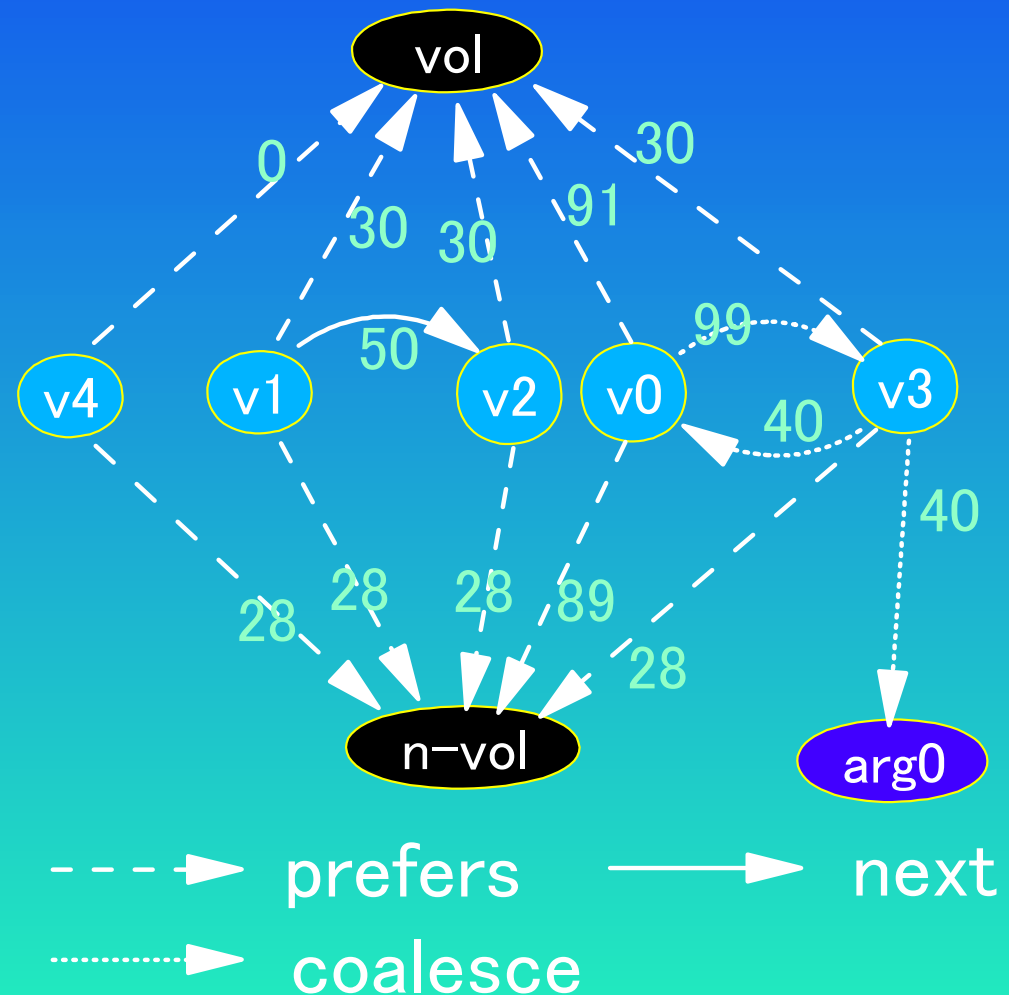 vol
0
30
30
91
30
50
99
v4
v1
v2
v0
v3
40
40
28
28
28
89
28
n-vol
arg0
prefers
next
coalesce